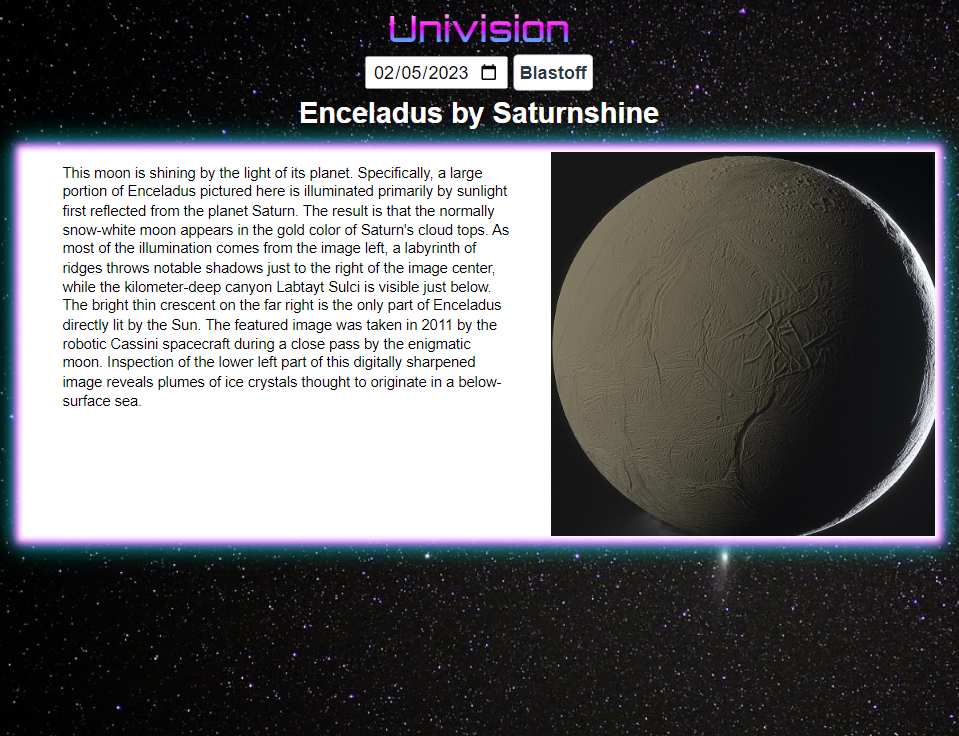 Univision
02/05/2023 Blastoff
Enceladus by Saturnshine
This moon is shining by the light of its planet. Specifically, a large
portion of Enceladus pictured here is illuminated primarily by sunlight
first reflected from the planet Saturn. The result is that the normally
snow-white moon appears in the gold color of Saturn's cloud tops. As
most of the illumination comes from the image left, a labyrinth of
ridges throws notable shadows just to the right of the image center,
while the kilometer-deep canyon Labtayt Sulci is visible just below.
The bright thin crescent on the far right is the only part of Enceladus
directly lit by the Sun. The featured image was taken in 2011 by the
robotic Cassini spacecraft during a close pass by the enigmatic
moon. Inspection of the lower left part of this digitally sharpened
image reveals plumes of ice crystals thought to originate in a below-
surface sea.